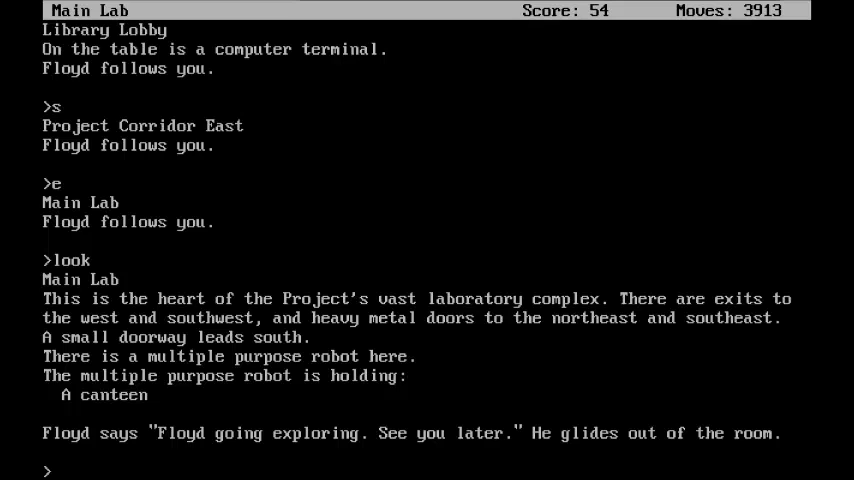 Main Lab Score: 54 Moves: 3913
Library Lobby
On the table is a computer terminal.
Floyd follows you.
>s
Project Corridor East
Floyd follows you.
>e
Main Lab
Floyd follows you.
>look
Main Lab
This is the heart of the Project's vast laboratory complex. There are exits to
the west and southwest, and heavy metal doors to the northeast and southeast.
A small doorway leads south.
There is a multiple purpose robot here.
The multiple purpose robot is holding:
A canteen
Floyd says "Floyd going exploring. See you later." He glides out of the room.
>